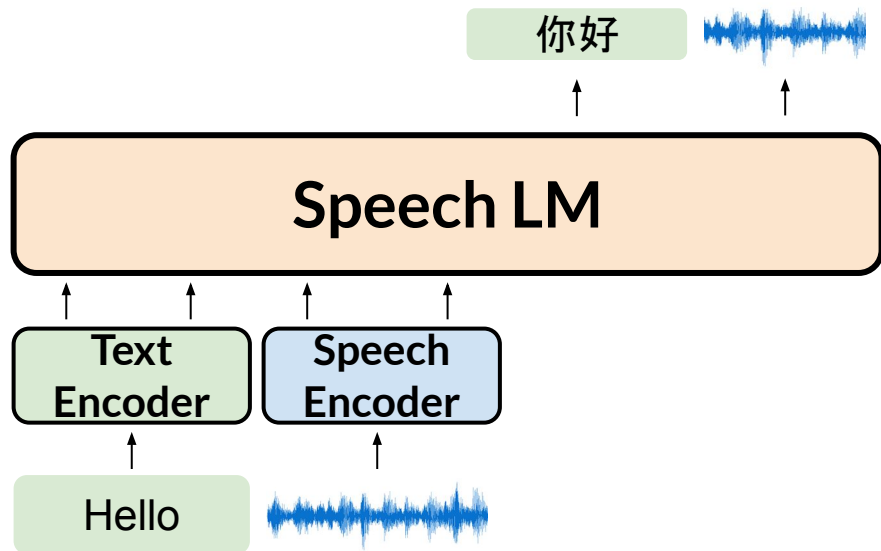 你好
Speech LM
Text
Encoder
Speech
Encoder
Hello